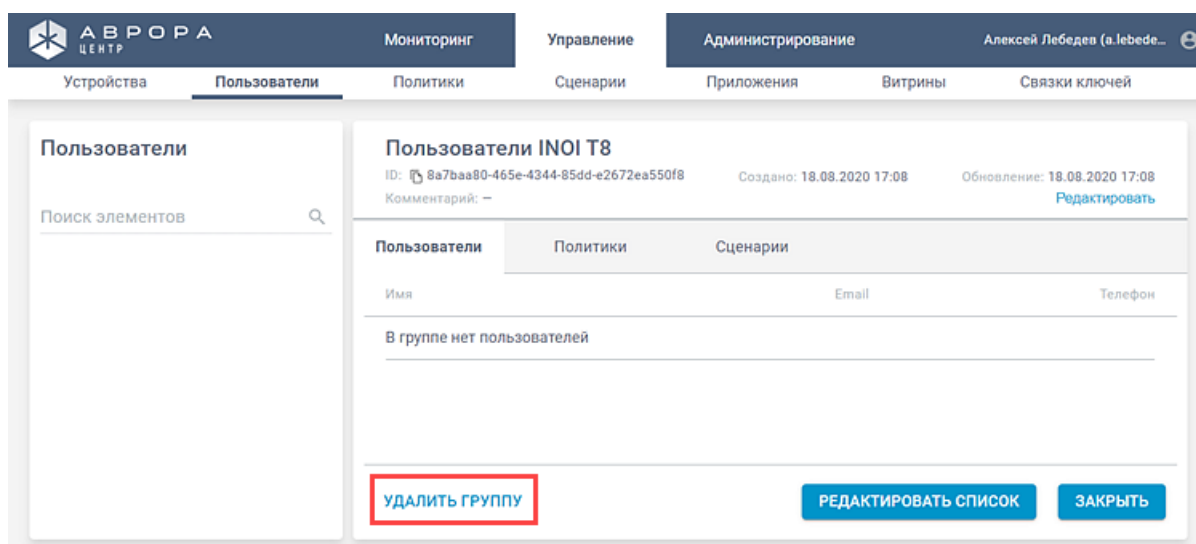 АВРОРА
ЦЕНТР
Мониторинг Управление Администрирование Алексей Лебедев (a.lebede...
Устройства Пользователи Политики Сценарии Приложения Витрины Связки ключей
Пользователи
Поиск элементов
Пользователи INOI T8
ID: 8a7baa80-465e-4344-85dd-e2672ea550f8 Создано: 18.08.2020 17:08 Обновление: 18.08.2020 17:08
Комментарий: — Редактировать
Пользователи Политики Сценарии
Имя Email Телефон
В группе нет пользователей
УДАЛИТЬ ГРУППУ РЕДАКТИРОВАТЬ СПИСОК ЗАКРЫТЬ